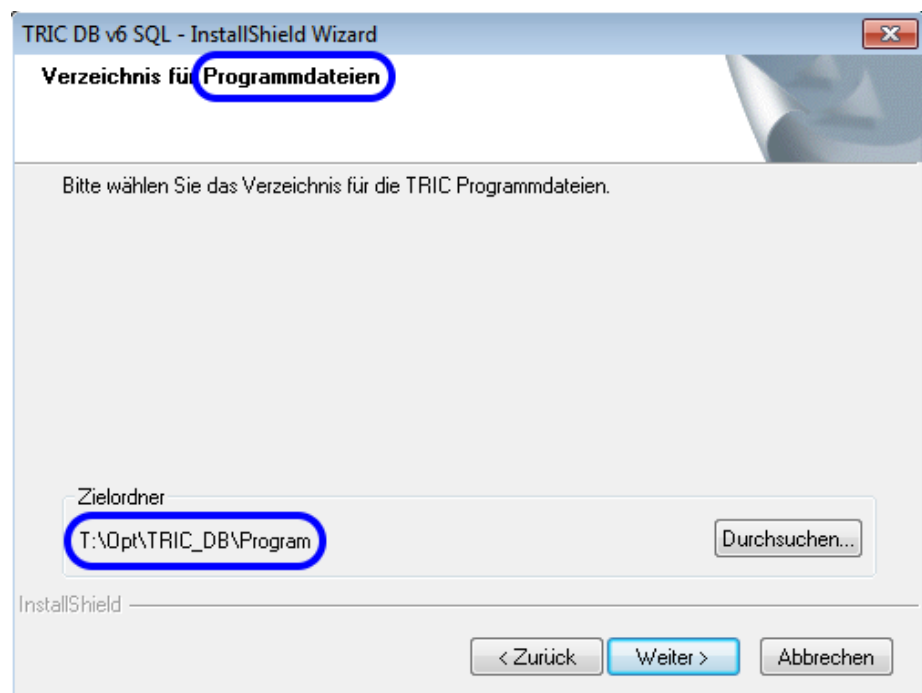 TRIC DB v6 SQL - InstallShield Wizard
Verzeichnis für Programmdateien
Bitte wählen Sie das Verzeichnis für die TRIC Programmdateien.
Zielordner
T:\Opt\TRIC_DB\Program
Durchsuchen...
InstallShield
< Zurück
Weiter >
Abbrechen